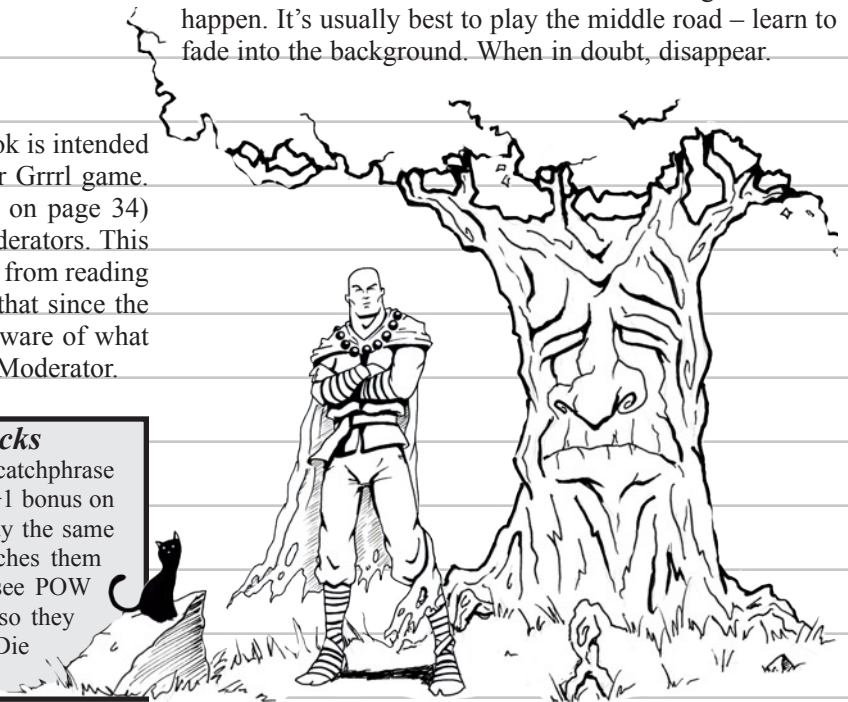 happen. It’s usually best to play the middle road – learn to
fade into the background. When in doubt, disappear.
ok is intended
r Grrrl game.
on page 34)
derators. This
from reading
that since the
ware of what
Moderator.
cks
catchphrase
+1 bonus on
y the same
ches them
see POW
so they
Die